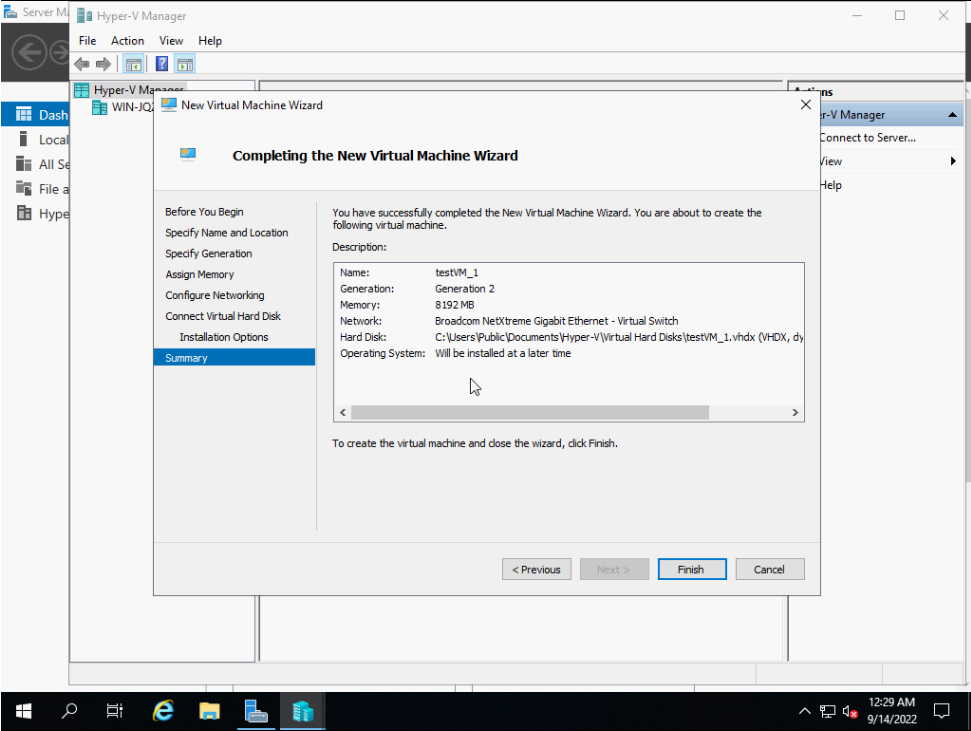 Server Ma
Hyper-V Manager
File Action View Help
Hyper-V Manager
WIN-JQ
Dash
Local
All Se
File a
Hype
New Virtual Machine Wizard
Completing the New Virtual Machine Wizard
Before You Begin
Specify Name and Location
Specify Generation
Assign Memory
Configure Networking
Connect Virtual Hard Disk
Installation Options
Summary
You have successfully completed the New Virtual Machine Wizard. You are about to create the
following virtual machine.
Description:
Name: testVM_1
Generation: Generation 2
Memory: 8192 MB
Network: Broadcom NetXtreme Gigabit Ethernet - Virtual Switch
Hard Disk: C:\Users\Public\Documents\Hyper-V\Virtual Hard Disks\testVM_1.vhdx (VHDX, dy
Operating System: Will be installed at a later time
To create the virtual machine and close the wizard, click Finish.
< Previous Next > Finish Cancel
Actions
er-V Manager
Connect to Server...
View
Help
12:29 AM
9/14/2022